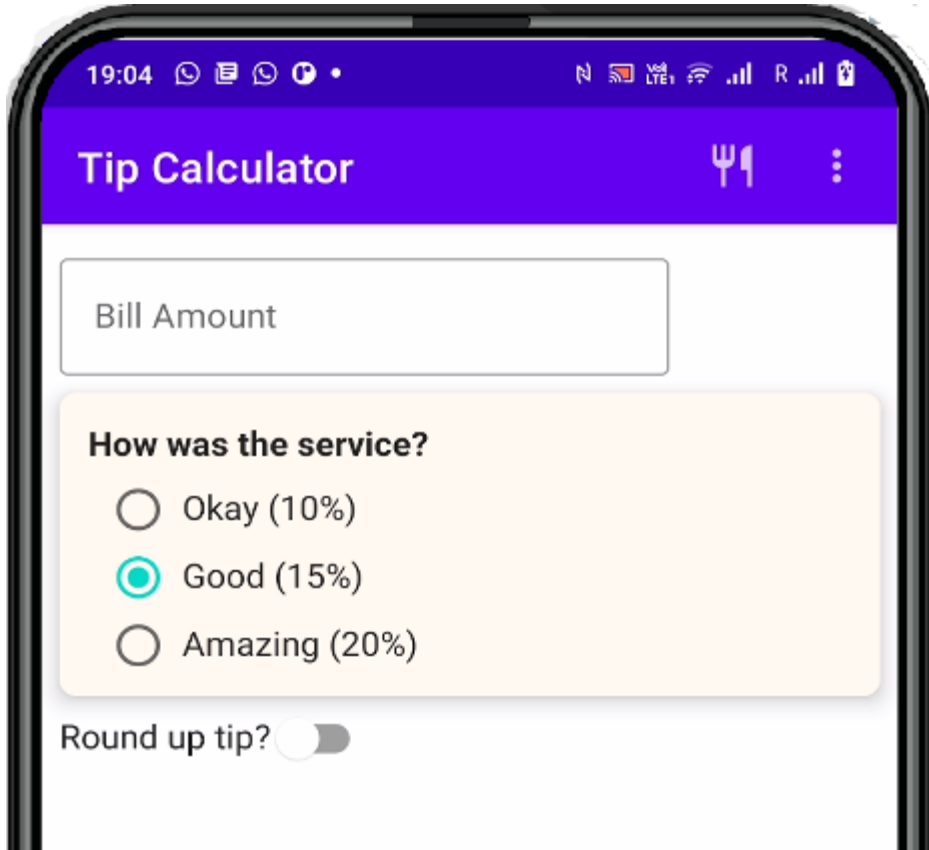 19:04 R
Tip Calculator
Bill Amount
How was the service?
Okay (10%)
Good (15%)
Amazing (20%)
Round up tip?